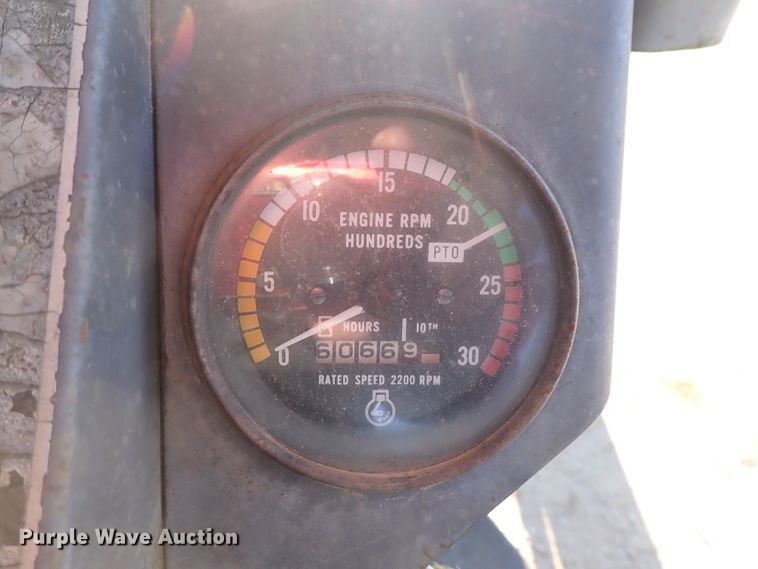 15
10
20
ENGINE RPM
HUNDREDS
PTO
5
25
HOURS
10TH
0
60669
30
RATED SPEED 2200 RPM
Purple Wave Auction